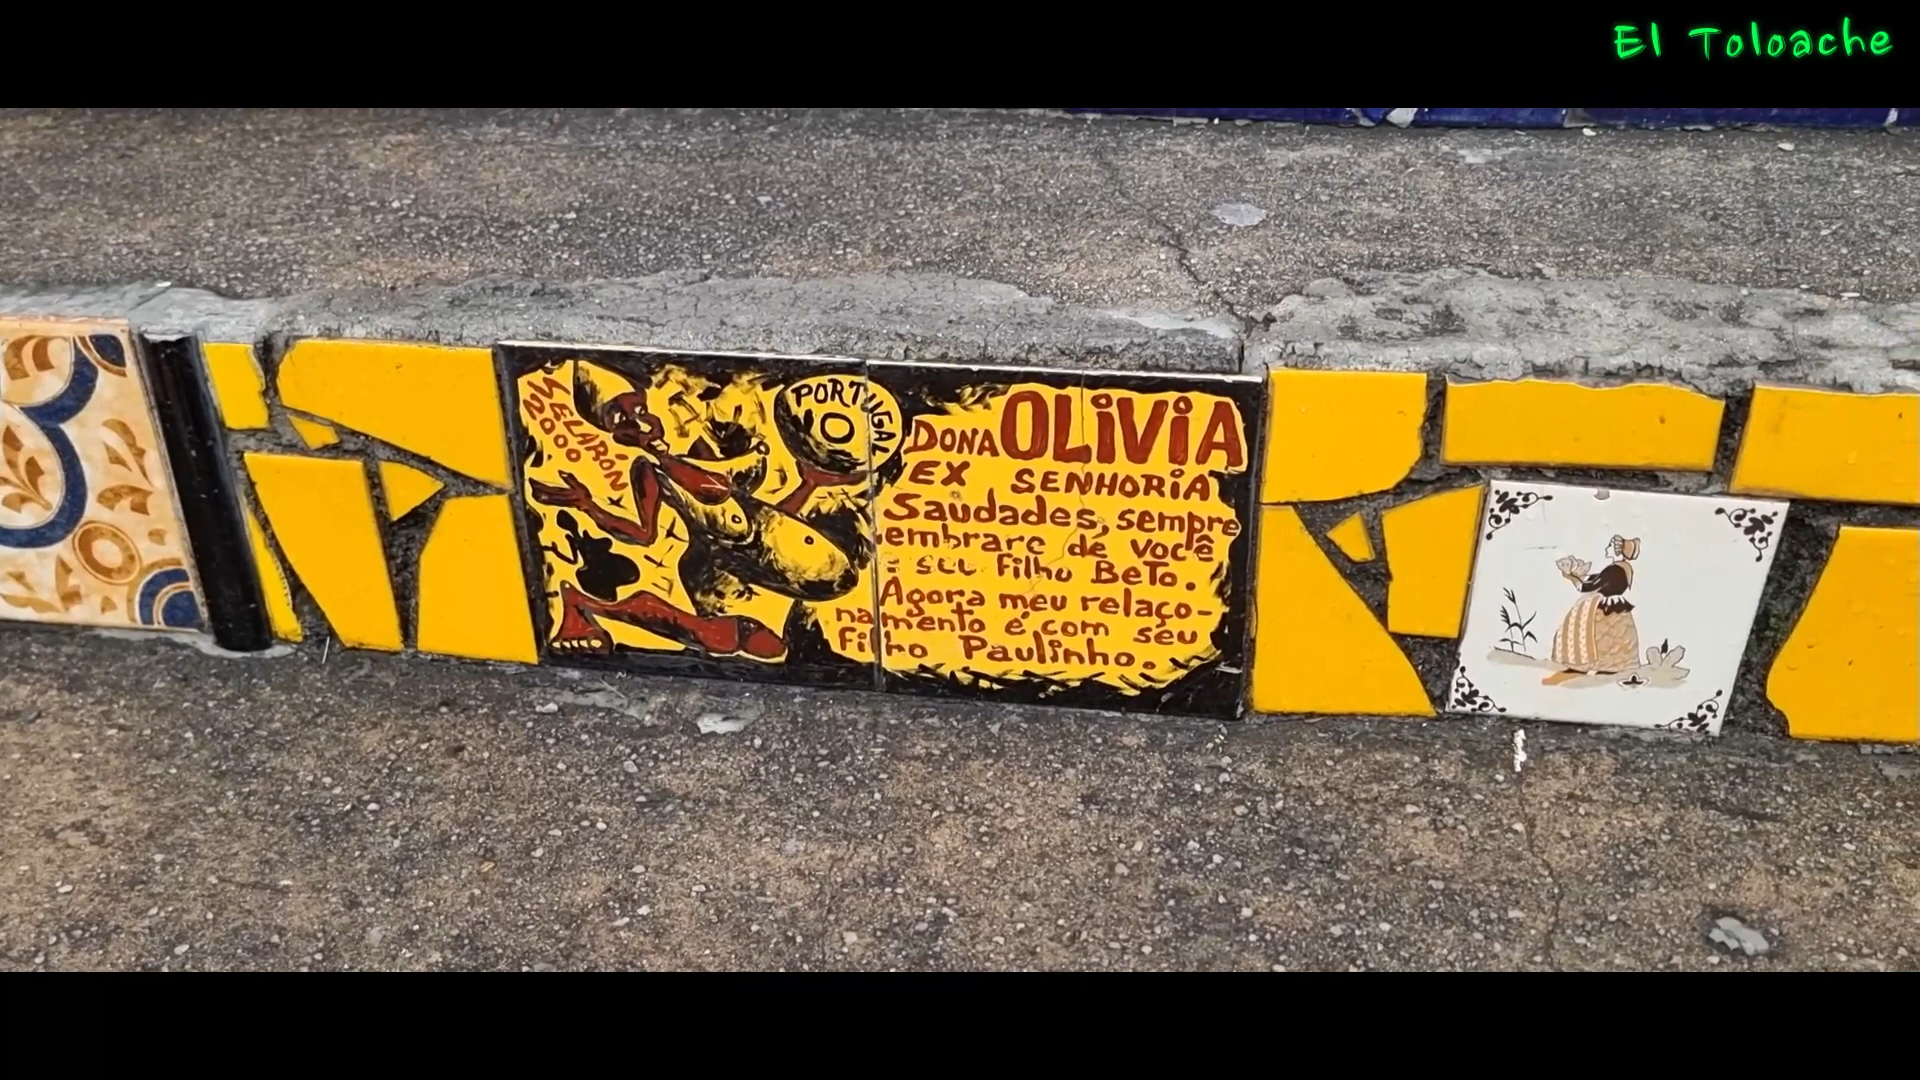 El Toloache
SELARÓN
2000
PORTUGAL
10
DONA OLIViA
EX SENHORiA
Saudades, sempre
lembrare de você
e seu filho BeTo.
Agora meu relaço-
namento é com seu
Filho Paulinho.